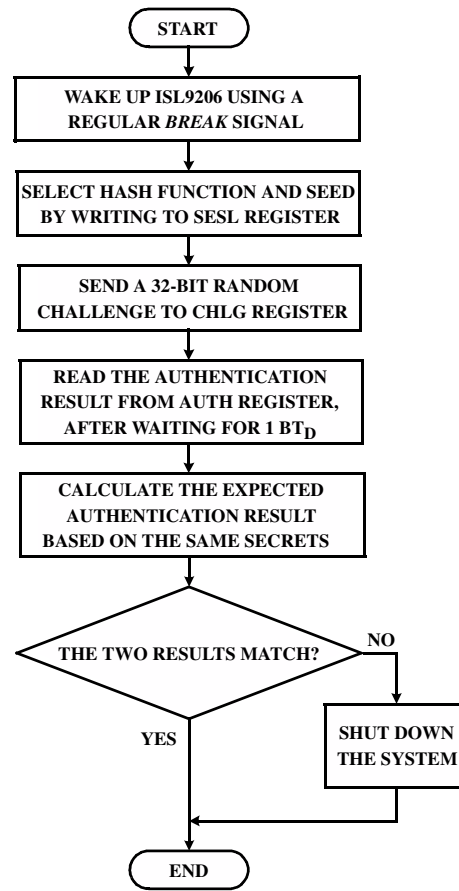 START
WAKE UP ISL9206 USING A
REGULAR BREAK SIGNAL
SELECT HASH FUNCTION AND SEED
BY WRITING TO SESL REGISTER
SEND A 32-BIT RANDOM
CHALLENGE TO CHLG REGISTER
READ THE AUTHENTICATION
RESULT FROM AUTH REGISTER,
AFTER WAITING FOR 1 BTD
CALCULATE THE EXPECTED
AUTHENTICATION RESULT
BASED ON THE SAME SECRETS
THE TWO RESULTS MATCH?
NO
YES
SHUT DOWN
THE SYSTEM
END